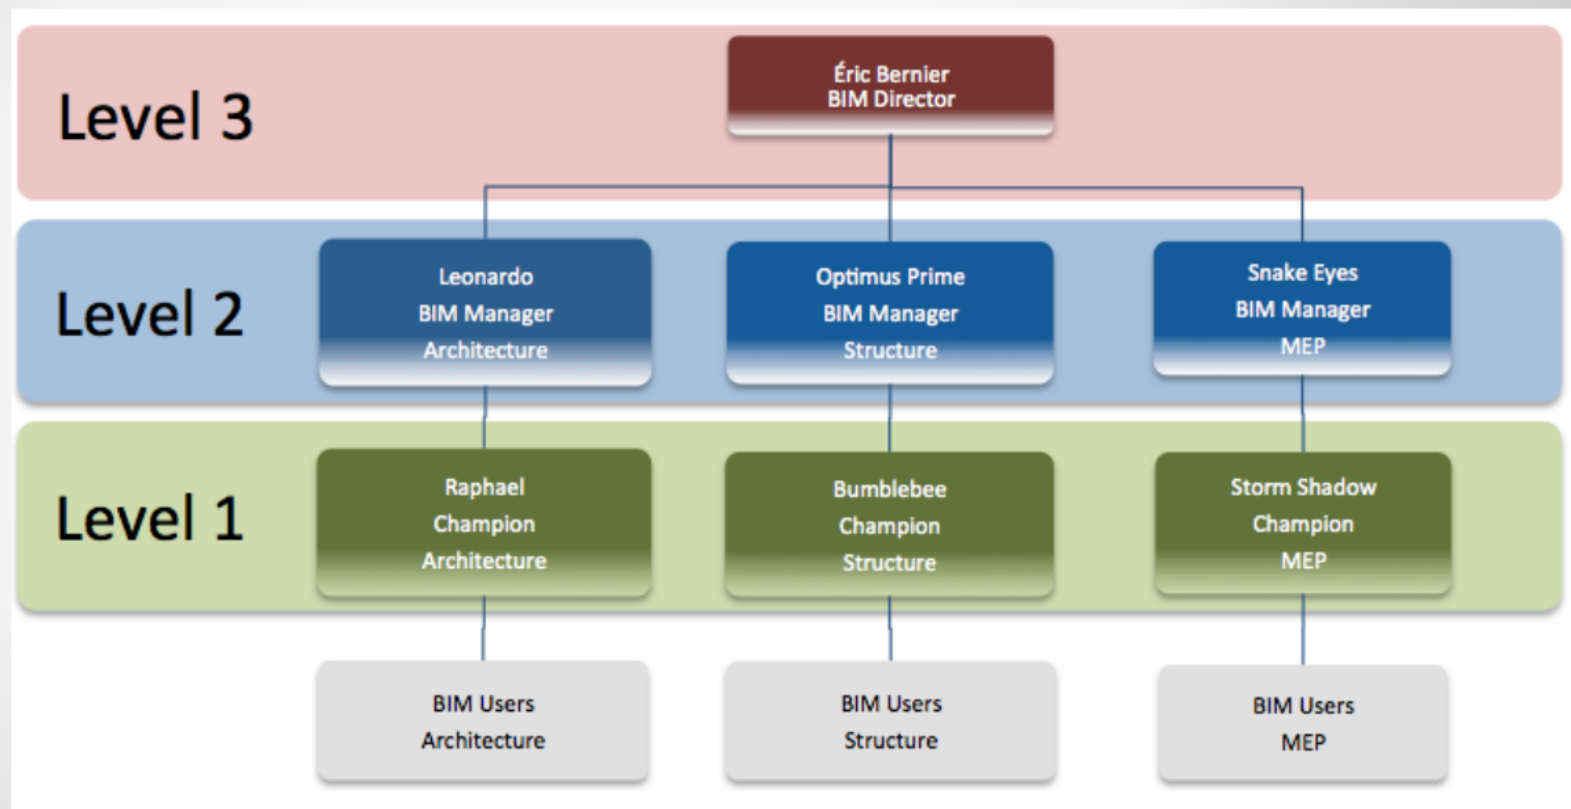 Level 3
Éric Bernier
BIM Director
Level 2
Leonardo
BIM Manager
Architecture
Optimus Prime
BIM Manager
Structure
Snake Eyes
BIM Manager
MEP
Level 1
Raphael
Champion
Architecture
Bumblebee
Champion
Structure
Storm Shadow
Champion
MEP
BIM Users
Architecture
BIM Users
Structure
BIM Users
MEP